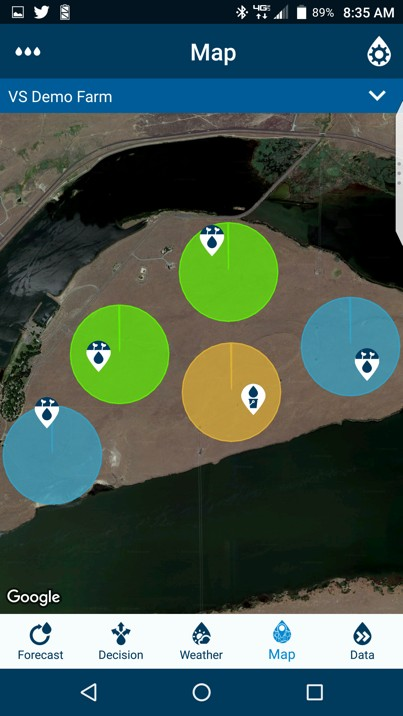 4G
89%
8:35 AM
Map
VS Demo Farm
Google
Forecast
Decision
Weather
Map
Data